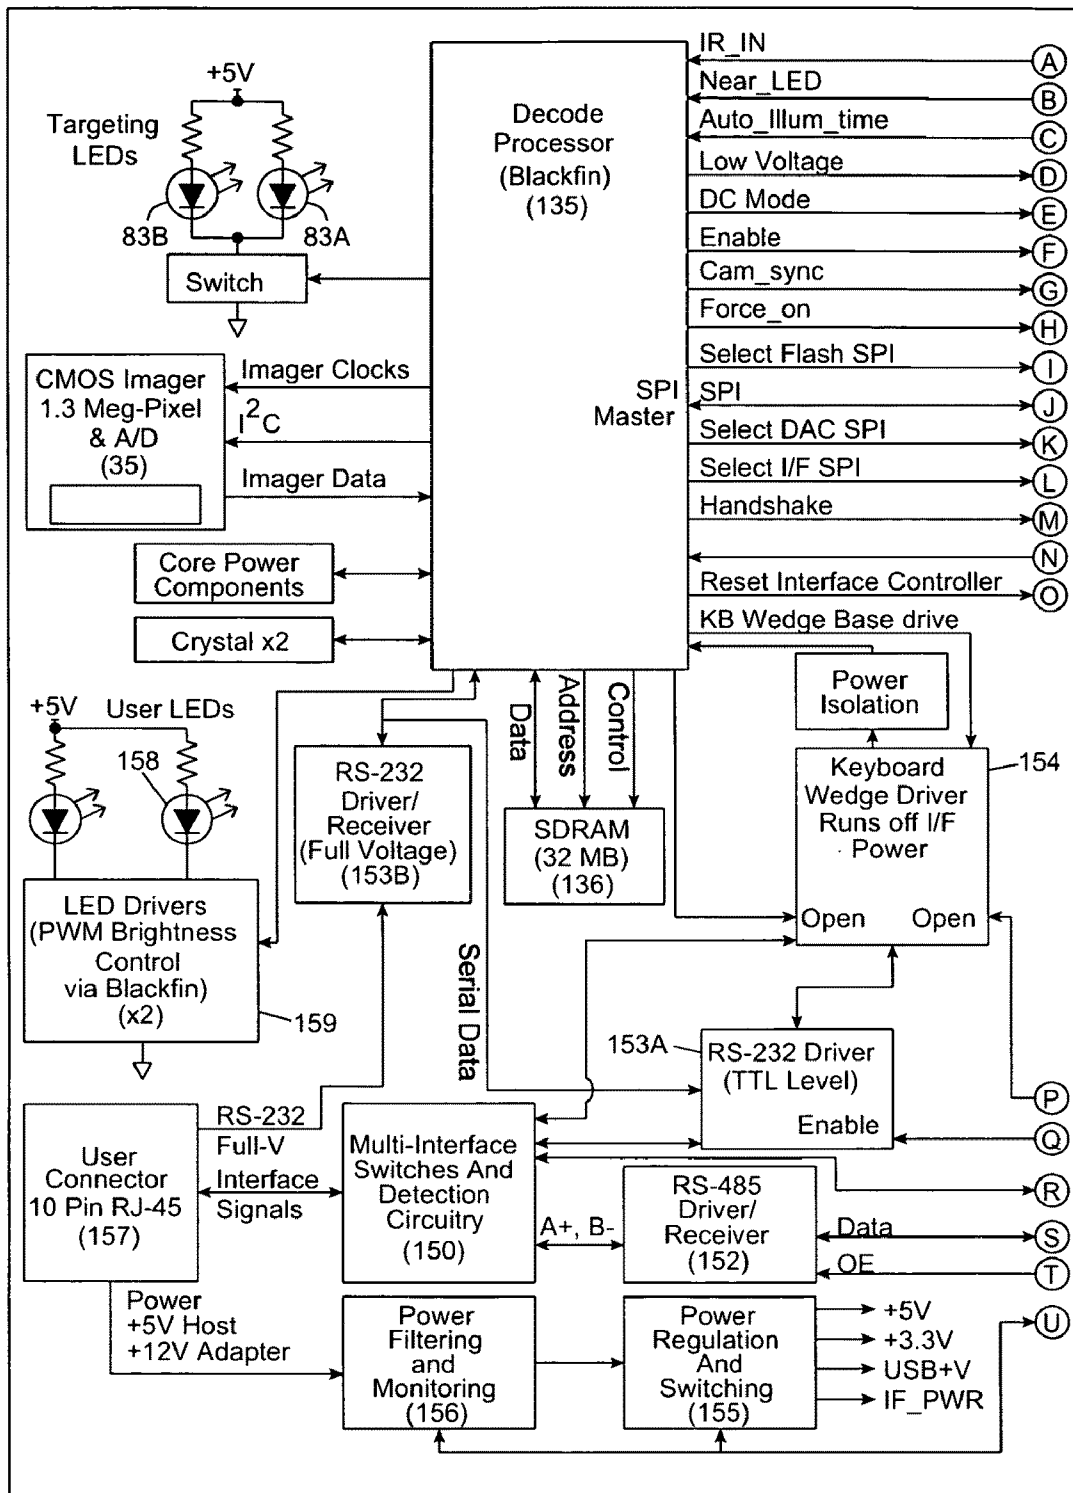 +5V
Targeting
LEDs
83B
83A
Switch
Decode
Processor
(Blackfin)
(135)
IR_IN
A
Near_LED
B
Auto_Illum_time
C
Low Voltage
D
DC Mode
E
Enable
F
Cam_sync
G
Force_on
H
Select Flash SPI
I
SPI
Master
SPI
J
Select DAC SPI
K
Select I/F SPI
L
Handshake
M
N
Reset Interface Controller
O
KB Wedge Base drive
CMOS Imager
1.3 Meg-Pixel
& A/D
(35)
Imager Clocks
I²C
Imager Data
Core Power
Components
Crystal x2
+5V
User LEDs
158
LED Drivers
(PWM Brightness
Control
via Blackfin)
(x2)
159
RS-232
Driver/
Receiver
(Full Voltage)
(153B)
Data
Address
Control
SDRAM
(32 MB)
(136)
Power
Isolation
Keyboard
Wedge Driver
Runs off I/F
Power
Open
Open
154
Serial Data
153A
RS-232 Driver
(TTL Level)
Enable
P
Q
User
Connector
10 Pin RJ-45
(157)
RS-232
Full-V
Interface
Signals
Multi-Interface
Switches And
Detection
Circuitry
(150)
A+, B-
RS-485
Driver/
Receiver
(152)
R
Data
S
OE
T
Power
+5V Host
+12V Adapter
Power
Filtering
and
Monitoring
(156)
Power
Regulation
And
Switching
(155)
+5V
+3.3V
USB+V
IF_PWR
U